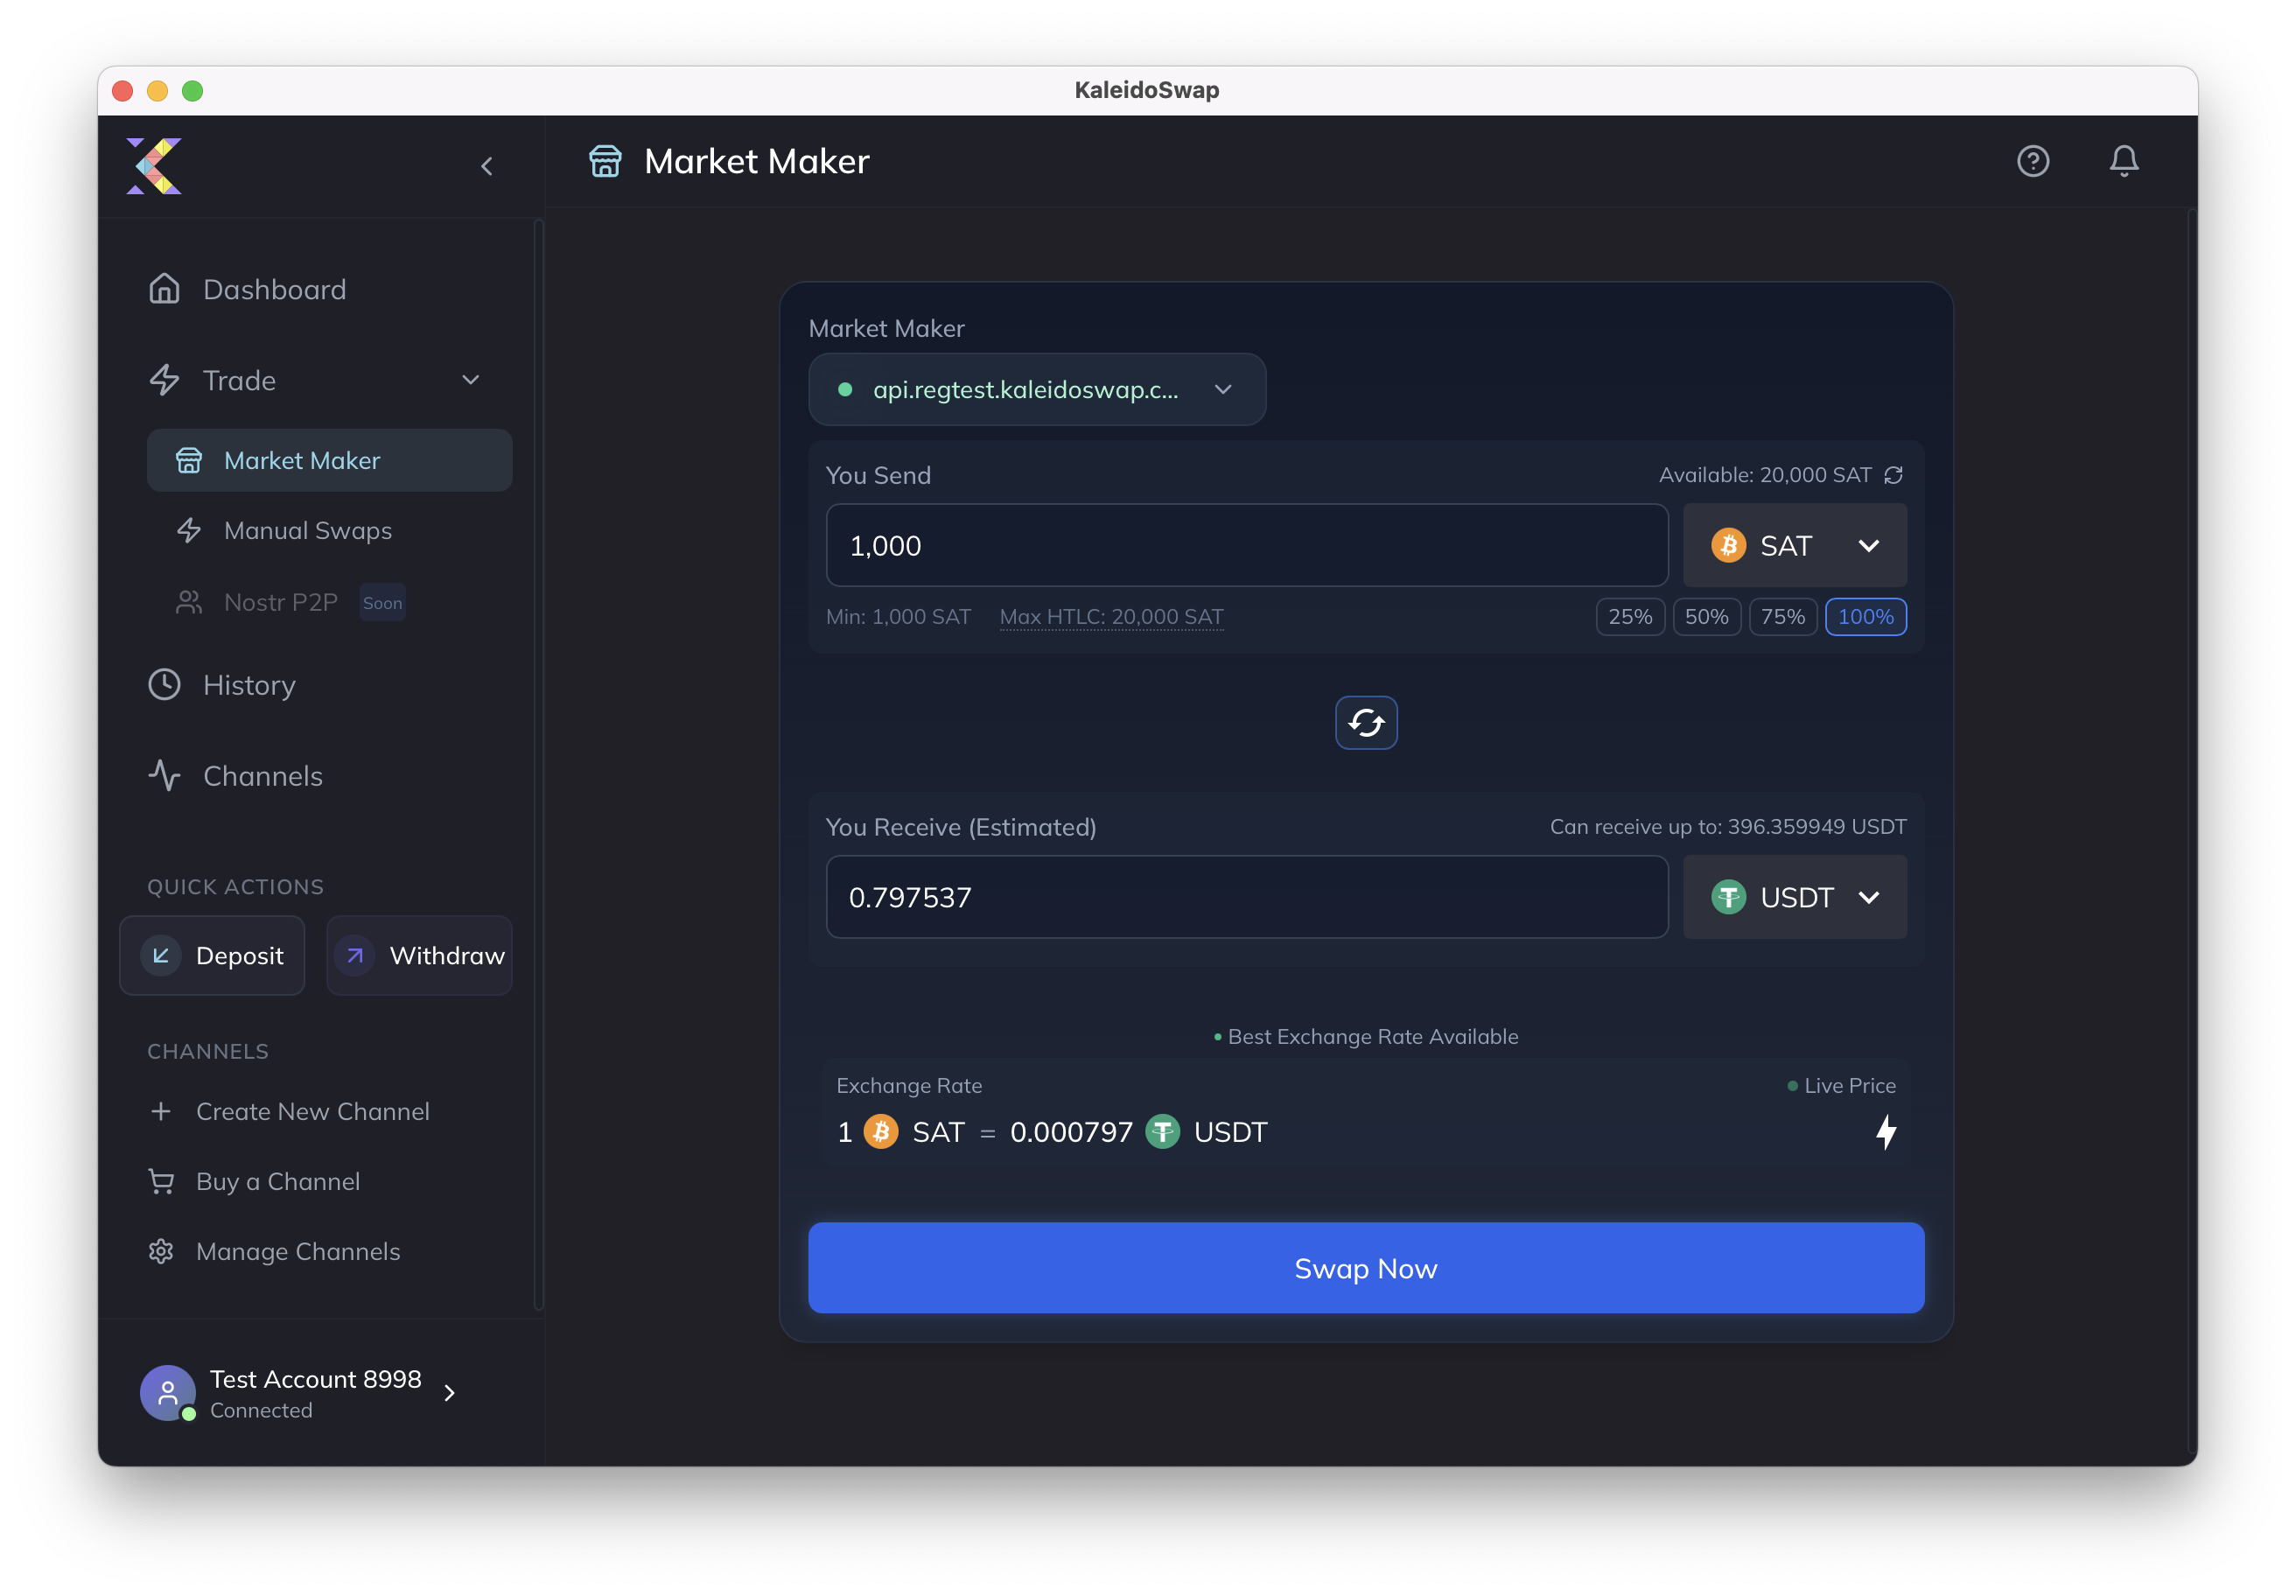 KaleidoSwap
Market Maker
Dashboard
Trade
Market Maker
Manual Swaps
Nostr P2P Soon
History
Channels
QUICK ACTIONS
Deposit
Withdraw
CHANNELS
Create New Channel
Buy a Channel
Manage Channels
Test Account 8998
Connected
Market Maker
api.regtest.kaleidoswap.c...
You Send
Available: 20,000 SAT
1,000
SAT
Min: 1,000 SAT
Max HTLC: 20,000 SAT
25%
50%
75%
100%
You Receive (Estimated)
Can receive up to: 396.359949 USDT
0.797537
USDT
Best Exchange Rate Available
Exchange Rate
Live Price
1 SAT = 0.000797 USDT
Swap Now